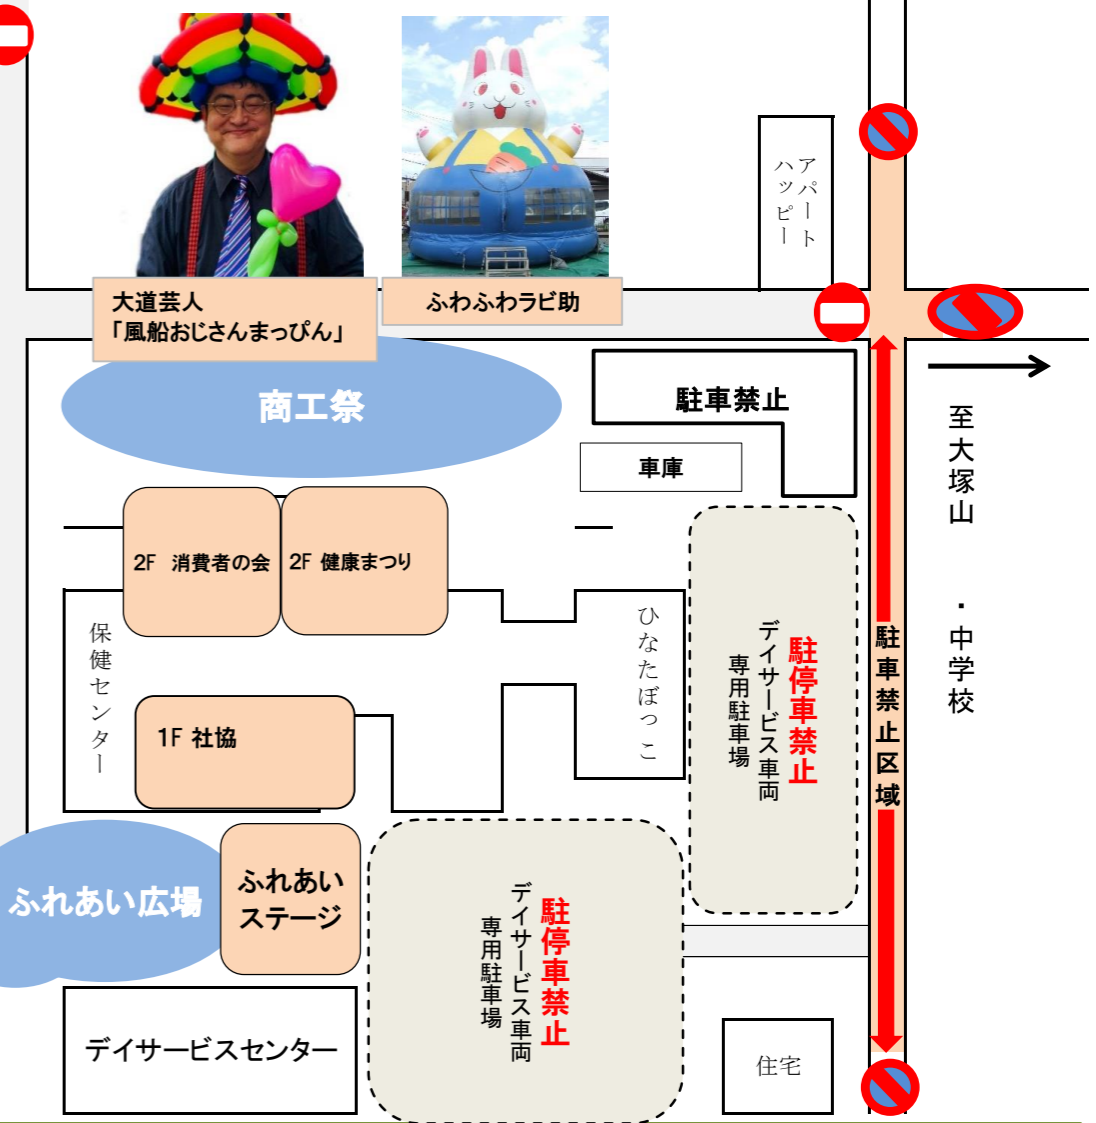 大道芸人
「風船おじさんまっぴん」
ふわふわラビ助
アパート
ハッピー
商工祭
駐車禁止
車庫
至大塚山 ・中学校
2F 消費者の会
2F 健康まつり
保健センター
ひなたぼっこ
駐停車禁止
デイサービス車両
専用駐車場
駐車禁止区域
1F 社協
ふれあい広場
ふれあい
ステージ
駐停車禁止
デイサービス車両
専用駐車場
デイサービスセンター
住宅